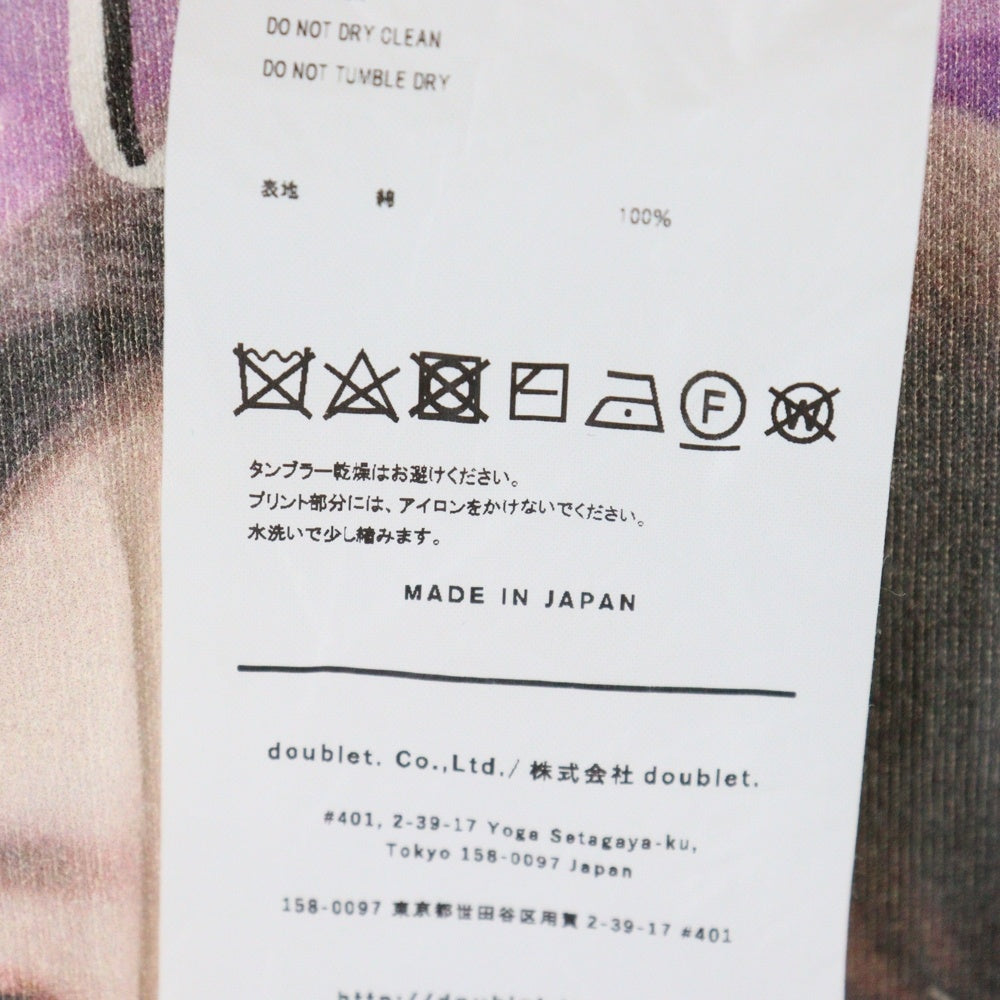 DO NOT DRY CLEAN
DO NOT TUMBLE DRY
表地 綿 100%
F W
タンブラー乾燥はお避けください。
プリント部分には、アイロンをかけないでください。
水洗いで少し縮みます。
MADE IN JAPAN
doublet. Co.,Ltd./ 株式会社 doublet.
#401, 2-39-17 Yoga Setagaya-ku,
Tokyo 158-0097 Japan
158-0097 東京都世田谷区用賀 2-39-17 #401